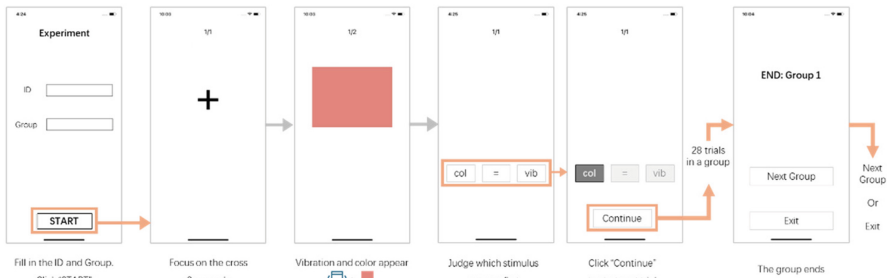 4:24
Experiment
ID
Group
START
Fill in the ID and Group.
10:03
1/1
Focus on the cross
1/2
Vibration and color appear
4:25
1/1
col = vib
Judge which stimulus
4:25
1/1
col = vib
Continue
Click "Continue"
28 trials
in a group
10:04
END: Group 1
Next Group
Exit
The group ends
Next
Group
Or
Exit